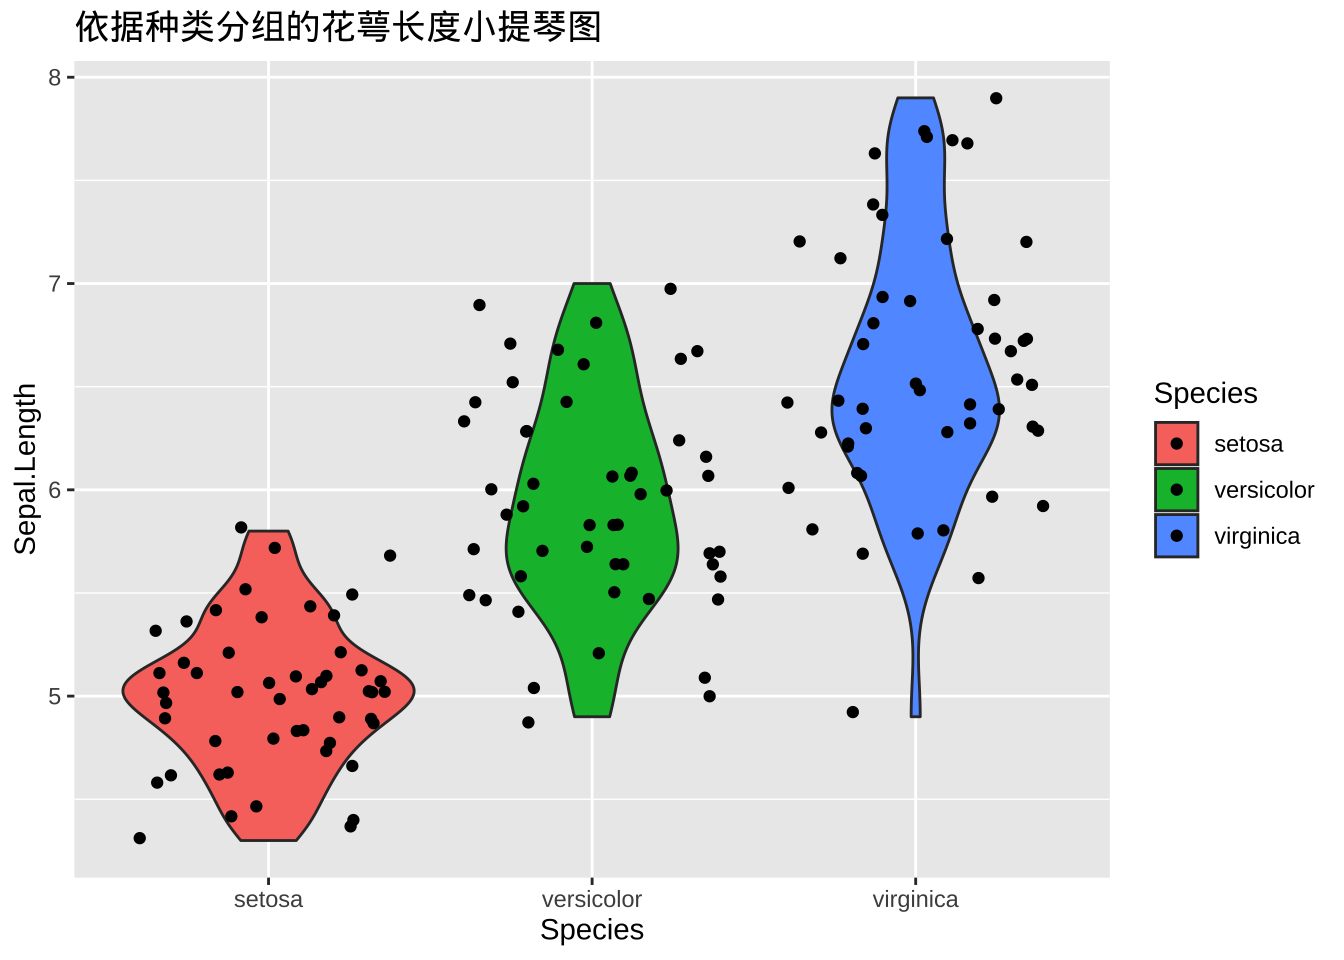 依据种类分组的花萼长度小提琴图
8
7
6
5
Sepal.Length
setosa
versicolor
virginica
Species
Species
setosa
versicolor
virginica